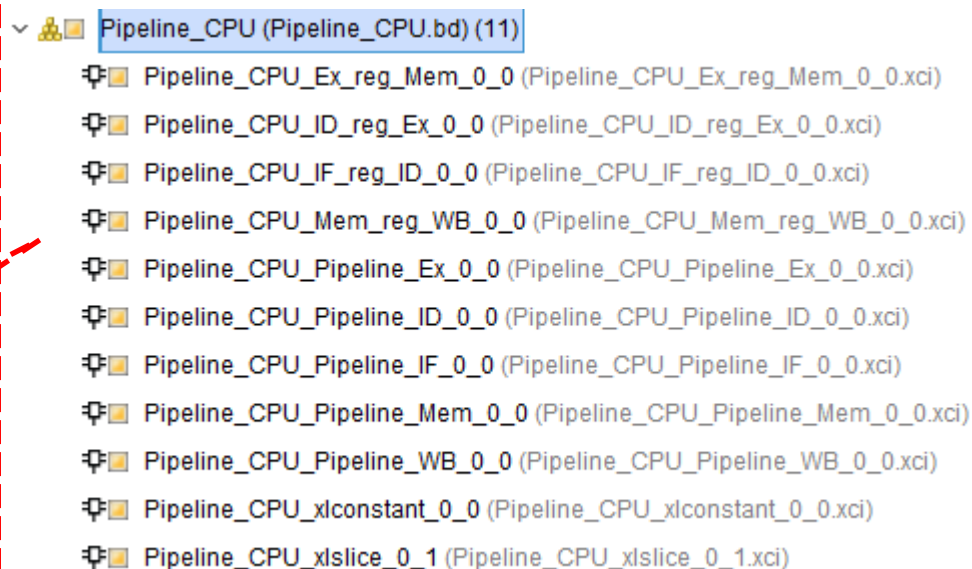 Pipeline_CPU (Pipeline_CPU.bd) (11)
Pipeline_CPU_Ex_reg_Mem_0_0 (Pipeline_CPU_Ex_reg_Mem_0_0.xci)
Pipeline_CPU_ID_reg_Ex_0_0 (Pipeline_CPU_ID_reg_Ex_0_0.xci)
Pipeline_CPU_IF_reg_ID_0_0 (Pipeline_CPU_IF_reg_ID_0_0.xci)
Pipeline_CPU_Mem_reg_WB_0_0 (Pipeline_CPU_Mem_reg_WB_0_0.xci)
Pipeline_CPU_Pipeline_Ex_0_0 (Pipeline_CPU_Pipeline_Ex_0_0.xci)
Pipeline_CPU_Pipeline_ID_0_0 (Pipeline_CPU_Pipeline_ID_0_0.xci)
Pipeline_CPU_Pipeline_IF_0_0 (Pipeline_CPU_Pipeline_IF_0_0.xci)
Pipeline_CPU_Pipeline_Mem_0_0 (Pipeline_CPU_Pipeline_Mem_0_0.xci)
Pipeline_CPU_Pipeline_WB_0_0 (Pipeline_CPU_Pipeline_WB_0_0.xci)
Pipeline_CPU_xlconstant_0_0 (Pipeline_CPU_xlconstant_0_0.xci)
Pipeline_CPU_xlslice_0_1 (Pipeline_CPU_xlslice_0_1.xci)